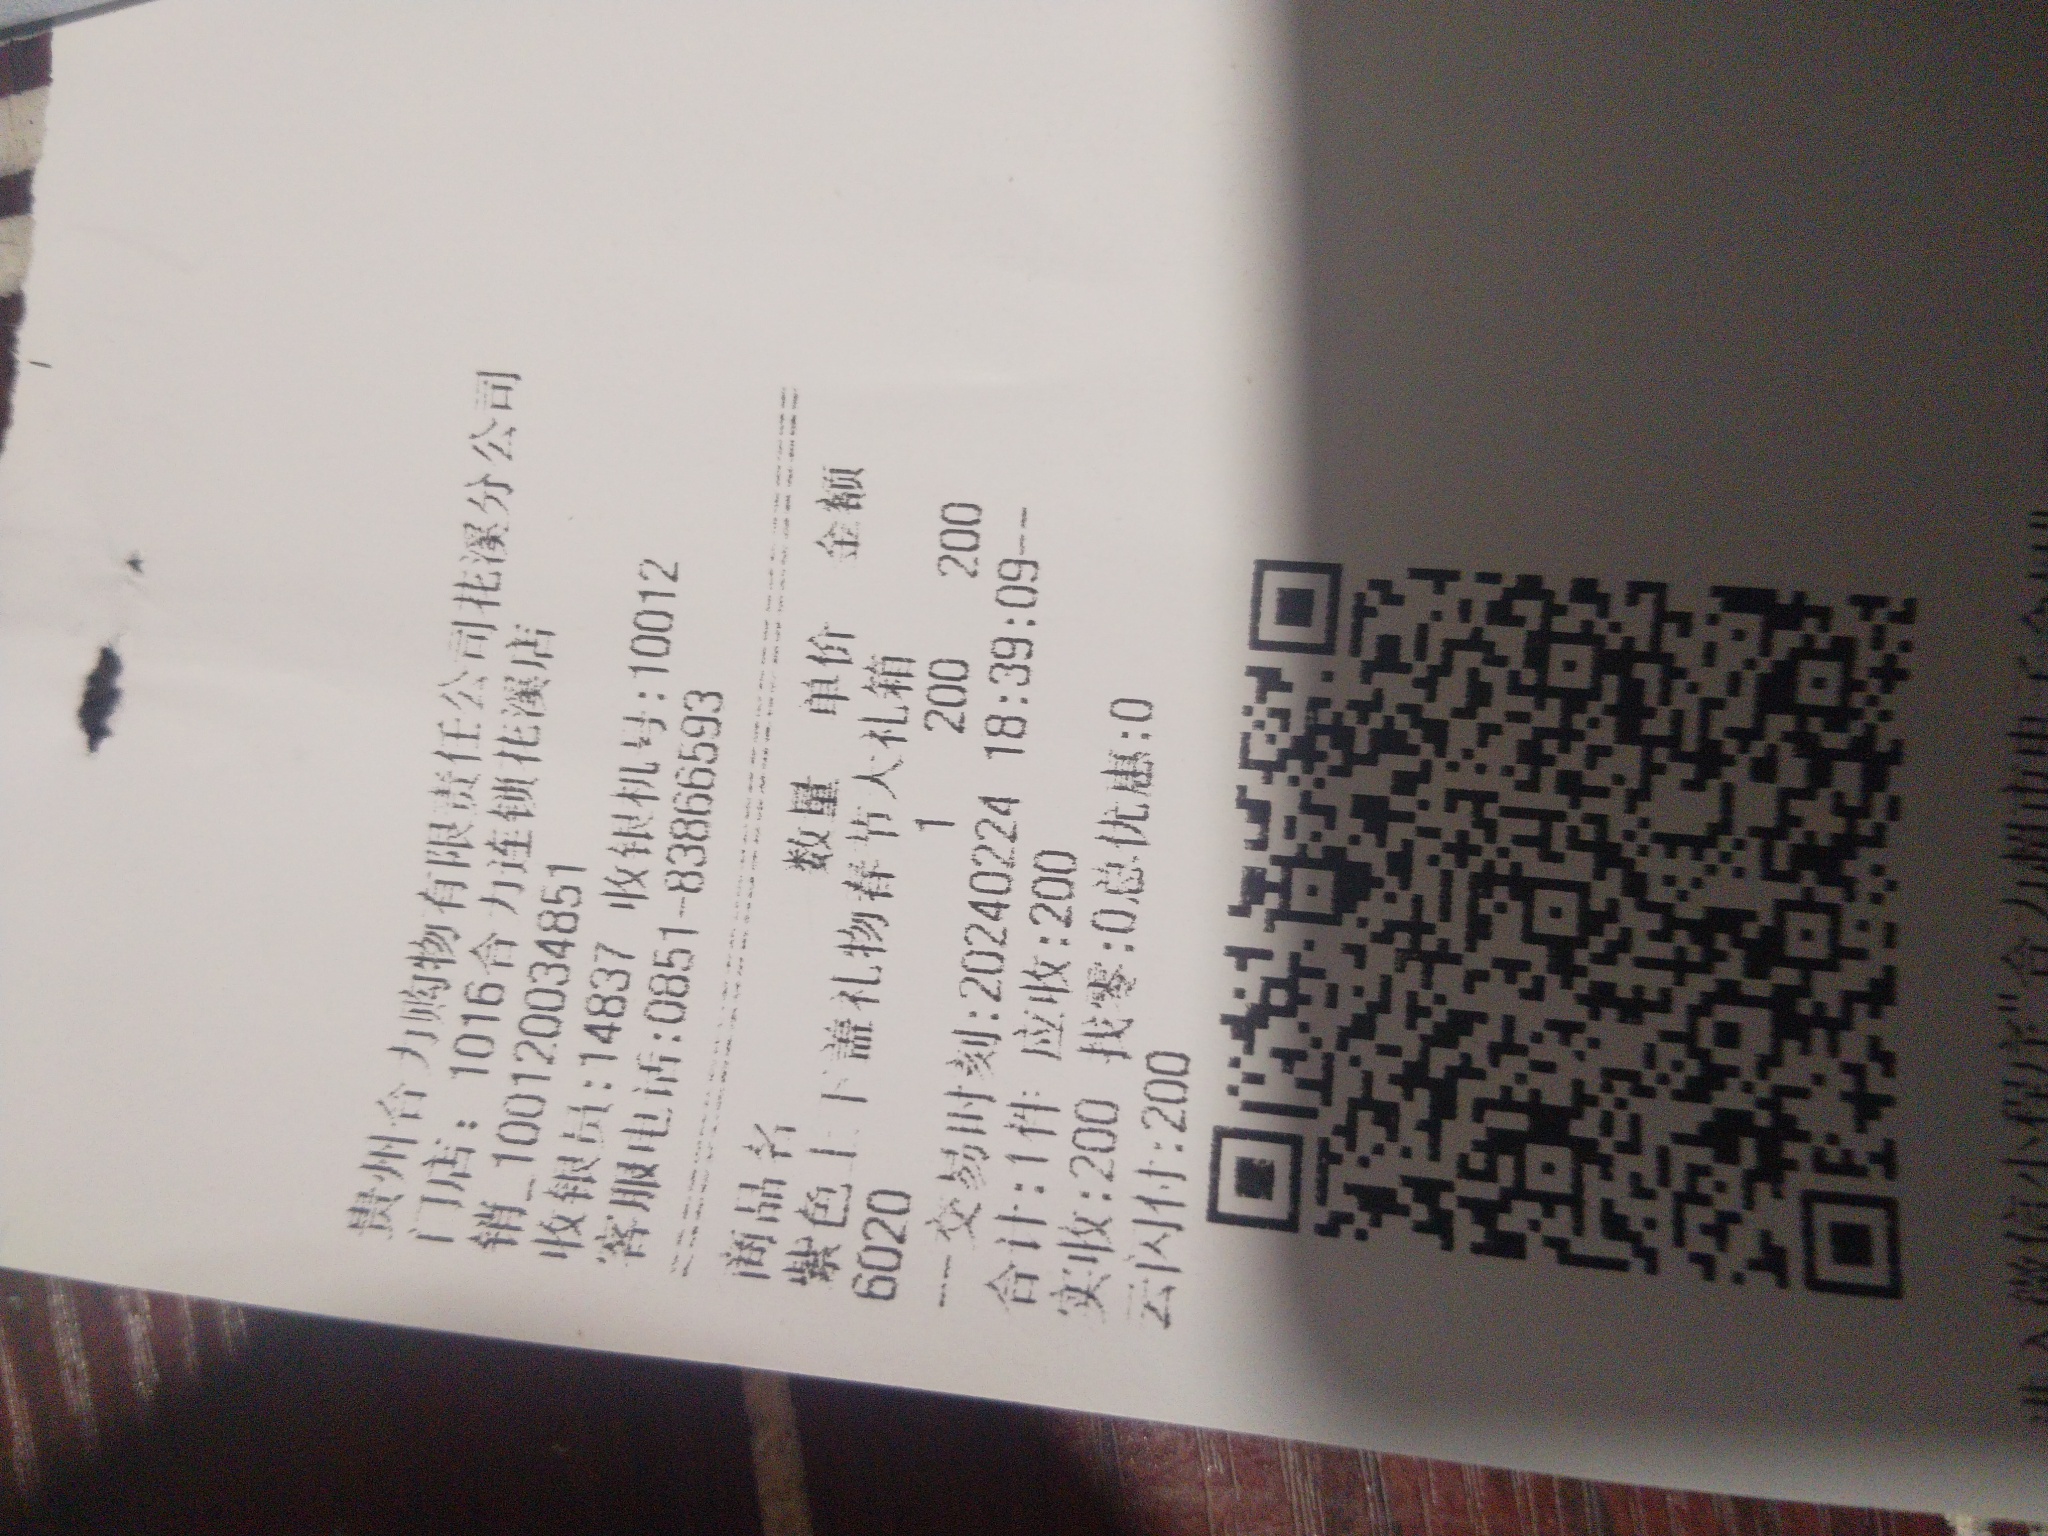 贵州合力购物有限责任公司花溪分公司
门店: 1016合力连锁花溪店
销_100120034851
收银员:14837 收银机号:10012
客服电话:0851-83866593
商品名 数量 单价 金额
紫色上下盖礼物春节大礼箱
6020 1 200 200
---交易时刻:20240224 18:39:09---
合计:1件 应收:200
实收:200 找零:0总优惠:0
云闪付:200